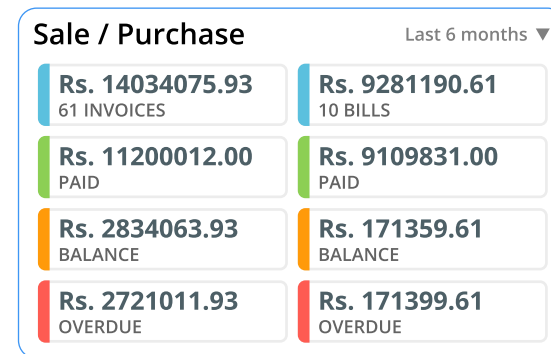 Sale / Purchase
Last 6 months ▼
Rs. 14034075.93
61 INVOICES
Rs. 9281190.61
10 BILLS
Rs. 11200012.00
PAID
Rs. 9109831.00
PAID
Rs. 2834063.93
BALANCE
Rs. 171359.61
BALANCE
Rs. 2721011.93
OVERDUE
Rs. 171399.61
OVERDUE